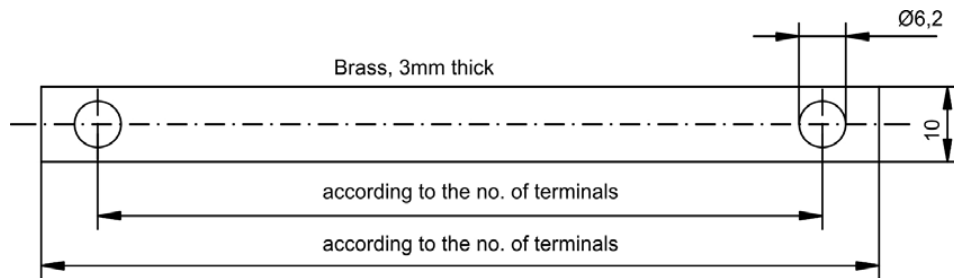 Ø6,2
Brass, 3mm thick
10
according to the no. of terminals
according to the no. of terminals